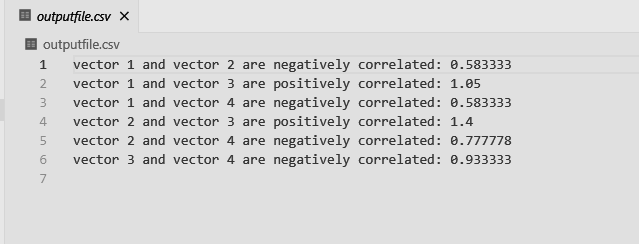 outputfile.csv
outputfile.csv
1 vector 1 and vector 2 are negatively correlated: 0.583333
2 vector 1 and vector 3 are positively correlated: 1.05
3 vector 1 and vector 4 are negatively correlated: 0.583333
4 vector 2 and vector 3 are positively correlated: 1.4
5 vector 2 and vector 4 are negatively correlated: 0.777778
6 vector 3 and vector 4 are negatively correlated: 0.933333
7